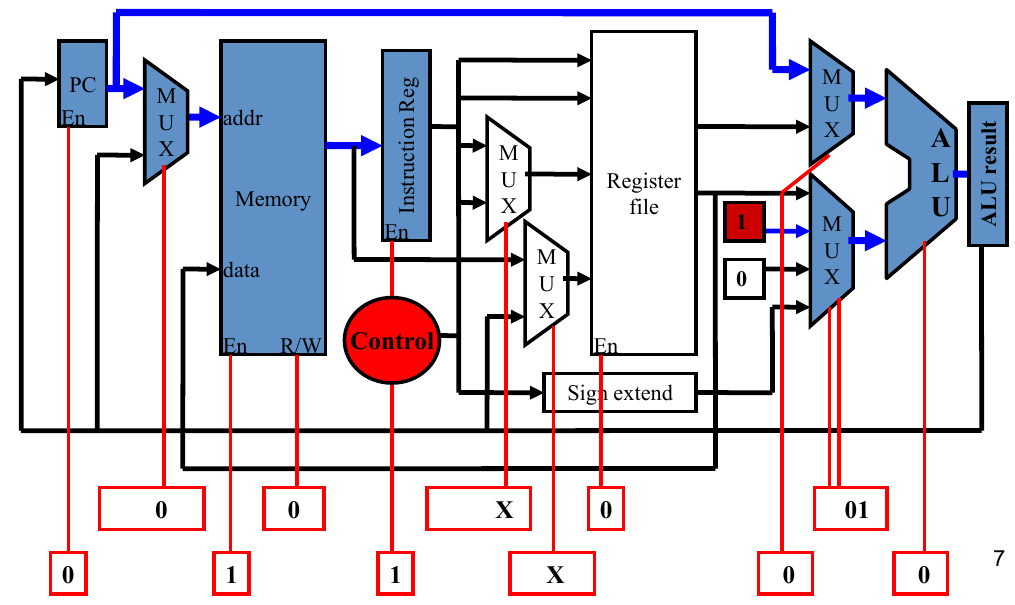 PC
En
M
U
X
addr
Memory
data
En
R/W
Instruction Reg
En
Control
M
U
X
M
U
X
Register
file
En
Sign extend
1
0
M
U
X
M
U
X
A
L
U
ALU result
0
0
X
0
01
0
1
1
X
0
0
7